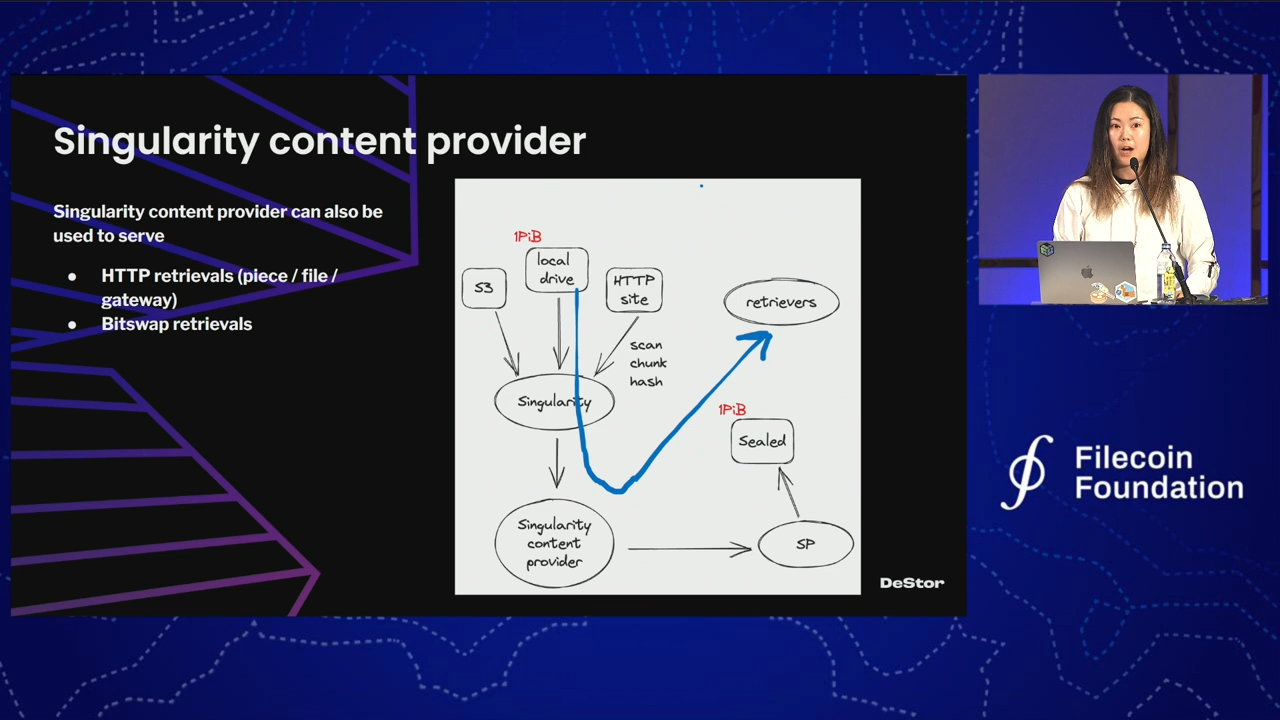 Singularity content provider
Singularity content provider can also be
used to serve
● HTTP retrievals (piece / file /
gateway)
● Bitswap retrievals
1PiB
local
drive
S3
HTTP
site
retrievers
scan
chunk
hash
Singularity
1PiB
Sealed
Singularity
content
provider
SP
DeStor
Filecoin
Foundation